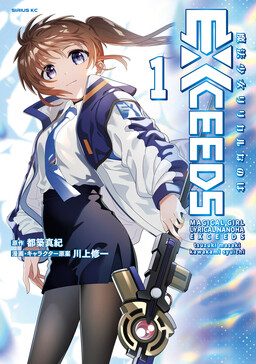 SIRIUS KC
魔法少女リリカルなのは
EXCEEDS
1
MAGICAL GIRL
LYRICAL NANOHA
EXCEEDS
tsuzuki masaki
kawakami syuichi
原作 都築真紀
漫画・キャラクター原案 川上修一